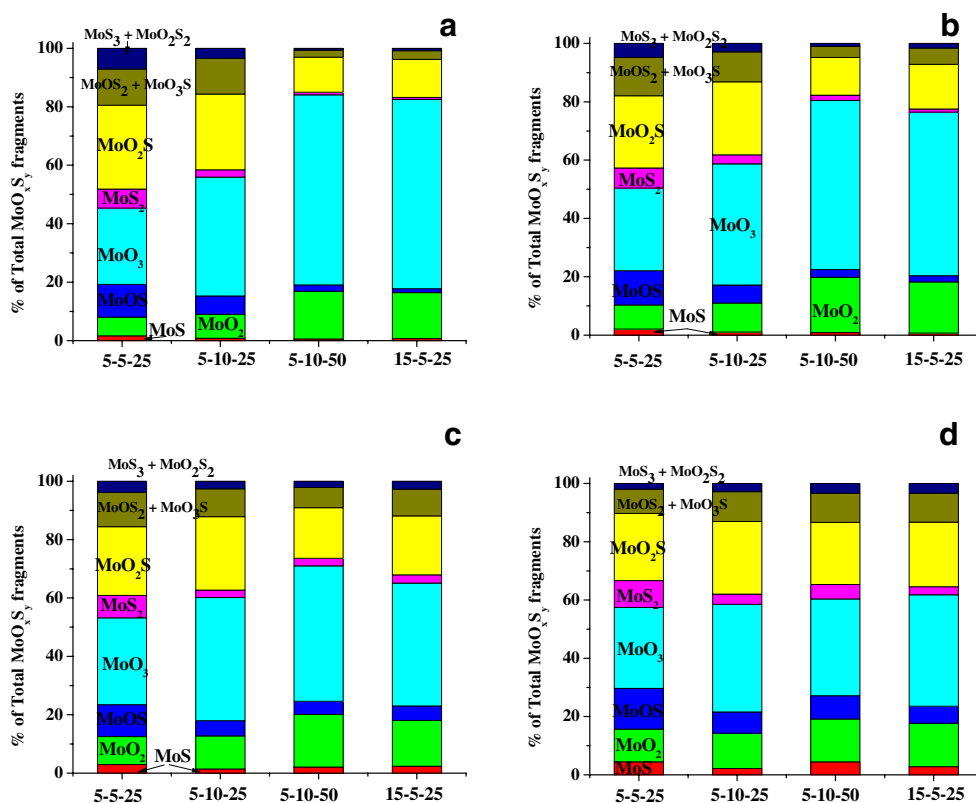 a
% of Total MoOxSy fragments
100
80
60
40
20
0
MoS3 + MoO2S2
MoOS2 + MoO3S
MoO2S
MoS2
MoO3
MoOS
MoS
MoO2
5-5-25 5-10-25 5-10-50 15-5-25
b
% of Total MoOxSy fragments
100
80
60
40
20
0
MoS3 + MoO2S2
MoOS2 + MoO3S
MoO2S
MoS2
MoO3
MoOS
MoO2
MoS
5-5-25 5-10-25 5-10-50 15-5-25
c
% of Total MoOxSy fragments
100
80
60
40
20
0
MoS3 + MoO2S2
MoOS2 + MoO3S
MoO2S
MoS2
MoO3
MoOS
MoO2
MoS
5-5-25 5-10-25 5-10-50 15-5-25
d
% of Total MoOxSy fragments
100
80
60
40
20
0
MoS3 + MoO2S2
MoOS2 + MoO3S
MoO2S
MoS2
MoO3
MoOS
MoO2
MoS
5-5-25 5-10-25 5-10-50 15-5-25